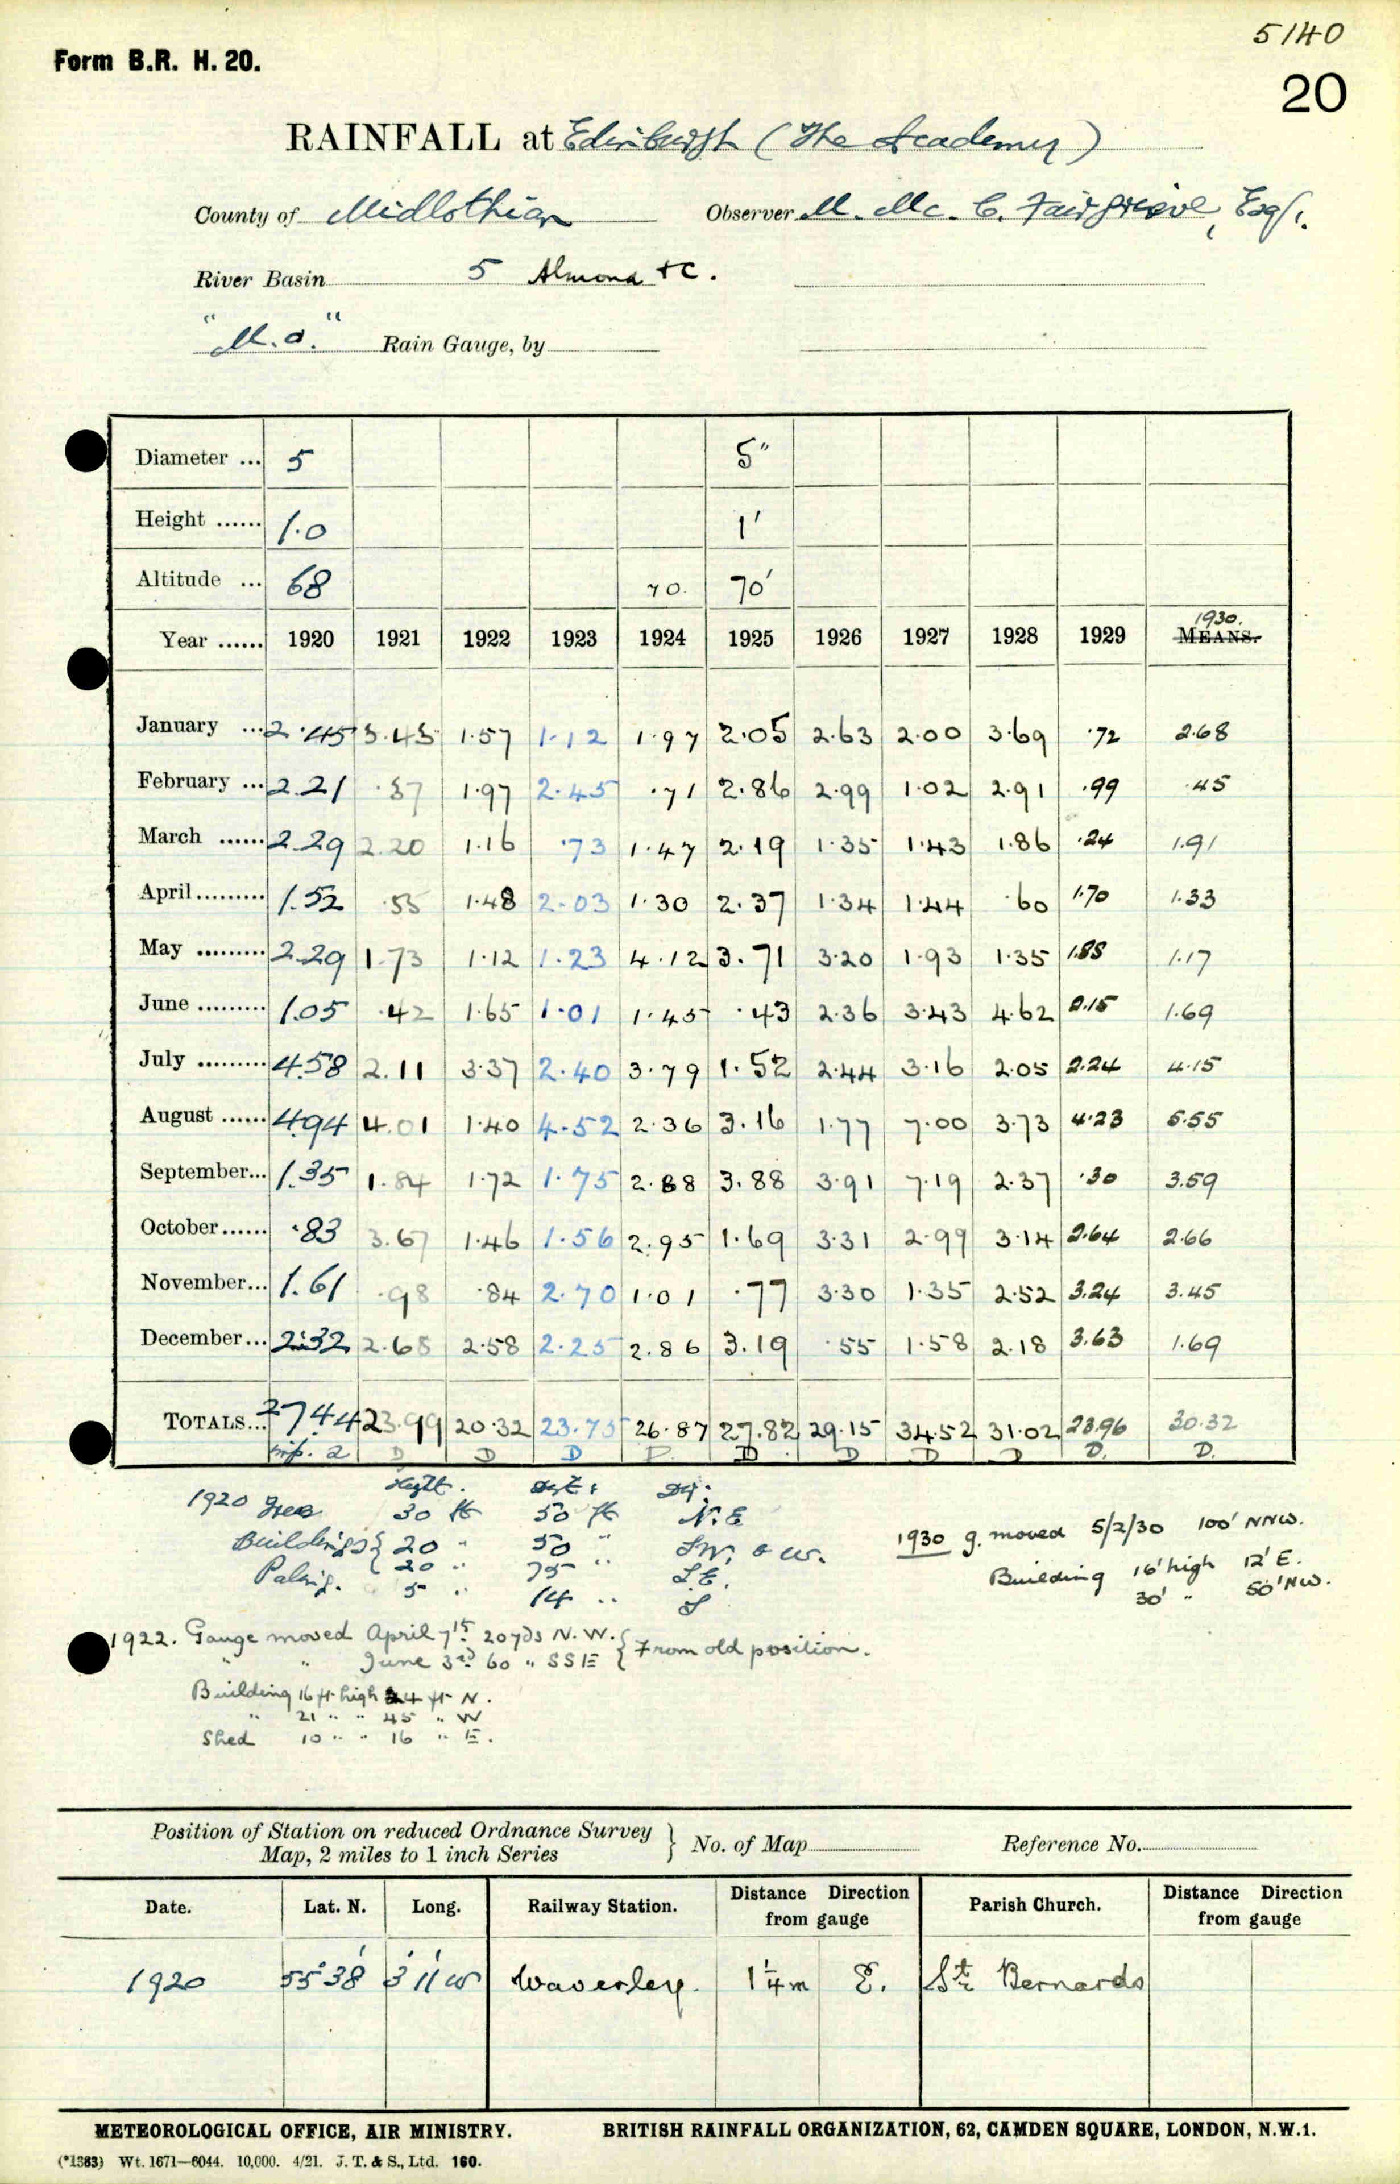 5140
Form B.R. H. 20.
20
RAINFALL at Edinburgh (The Academy)
County of Midlothian Observer M. Mc. C. Fairgrieve, Esq.
River Basin 5 Almond &c.
"M.O." Rain Gauge, by
Diameter ... 5 5"
Height ...... 1.0 1'
Altitude ... 68 70. 70'
1930.
Year ...... 1920 1921 1922 1923 1924 1925 1926 1927 1928 1929 MEANS.
January ... 2.45 3.43 1.57 1.12 1.97 2.05 2.63 2.00 3.69 .72 2.68
February ... 2.21 .37 1.97 2.45 .71 2.86 2.99 1.02 2.91 .99 .45
March ...... 2.29 2.20 1.16 .73 1.47 2.19 1.35 1.43 1.86 .24 1.91
April......... 1.52 .55 1.48 2.03 1.30 2.37 1.34 1.44 .60 1.70 1.33
May ......... 2.29 1.73 1.12 1.23 4.12 3.71 3.20 1.93 1.35 1.88 1.17
June ......... 1.05 .42 1.65 1.01 1.45 .43 2.36 3.43 4.62 2.15 1.69
July ......... 4.58 2.11 3.37 2.40 3.79 1.52 2.44 3.16 2.05 2.24 4.15
August ...... 4.94 4.01 1.40 4.52 2.36 3.16 1.77 7.00 3.73 4.23 5.55
September... 1.35 1.84 1.72 1.75 2.88 3.88 3.91 7.19 2.37 .30 3.59
October...... .83 3.67 1.46 1.56 2.95 1.69 3.31 2.99 3.14 2.64 2.66
November... 1.61 .98 .84 2.70 1.01 .77 3.30 1.35 2.52 3.24 3.45
December... 2.32 2.68 2.58 2.25 2.86 3.19 .55 1.58 2.18 3.63 1.69
TOTALS... 27.44 23.99 20.32 23.75 26.87 27.82 29.15 34.52 31.02 23.96 30.32
D D D D. D D D D D. D.
Hght. Dist:
1920 Trees 30 ft 50 ft N.E
Buildings { 20 " 50 " SW. & W.
20 " 75 " S.E.
Paling. 5 " 14 " S
1930 g. moved 5/2/30 100' NNW.
Building 16' high 12' E.
30' " 50' NW.
1922. Gauge moved April 7th 20 yds N.W. { From old position.
" " June 3rd 60 " SSE
Building 16 ft high 24 ft N.
" 21 " " 45 " W
Shed 10 " " 16 " E.
Position of Station on reduced Ordnance Survey
Map, 2 miles to 1 inch Series } No. of Map Reference No.
Date. Lat. N. Long. Railway Station. Distance Direction from gauge Parish Church. Distance Direction from gauge
1920 55° 38' 3° 11' W Waverley. 1 1/4 m E. St. Bernards
METEOROLOGICAL OFFICE, AIR MINISTRY. BRITISH RAINFALL ORGANIZATION, 62, CAMDEN SQUARE, LONDON, N.W.1.
(*1383) Wt. 1671—6044. 10,000. 4/21. J. T. & S., Ltd. 160.